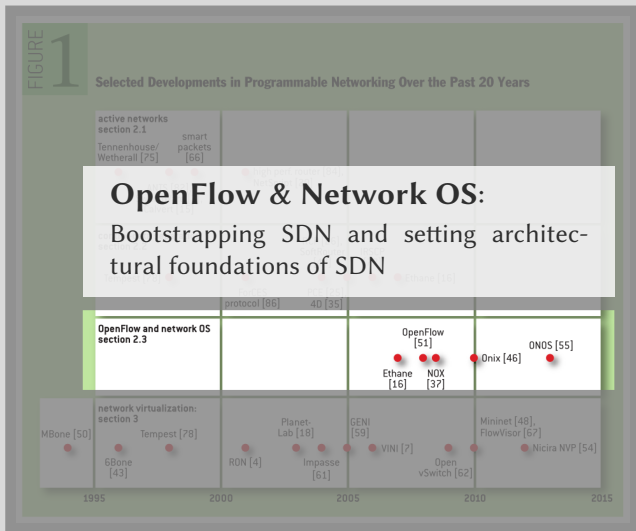 FIGURE
1
Selected Developments in Programmable Networking Over the Past 20 Years
active networks
section 2.1
Tennenhouse/
Wetherall [75]
smart
packets
[66]
OpenFlow & Network OS:
Bootstrapping SDN and setting architec-
tural foundations of SDN
protocol [86]
4D [35]
OpenFlow and network OS
section 2.3
OpenFlow
[51]
ONOS [55]
Onix [46]
Ethane
[16]
NOX
[37]
network virtualization:
section 3
MBone [50]
Tempest [78]
Planet-
Lab [18]
GENI
[59]
Mininet [48],
FlowVisor [67]
6Bone
[43]
RON [4]
Impasse
[61]
VINI [7]
Open
vSwitch [62]
Nicira NVP [54]
1995 2000 2005 2010 2015